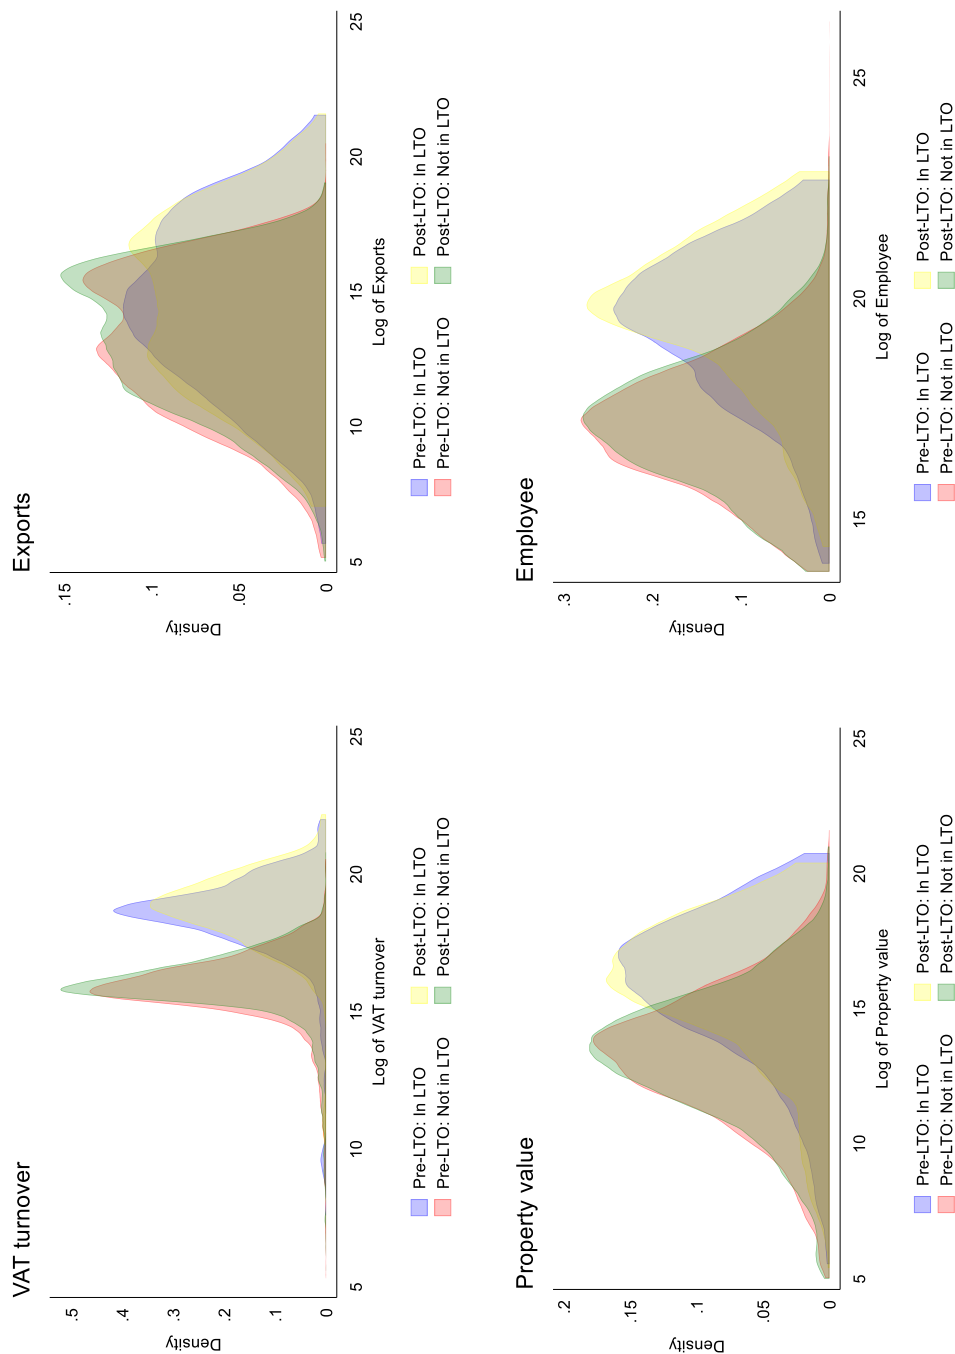 VAT turnover
Density
0 .1 .2 .3 .4 .5
5 10 15 20 25
Log of VAT turnover
Pre-LTO: In LTO Post-LTO: In LTO
Pre-LTO: Not in LTO Post-LTO: Not in LTO
Exports
Density
0 .05 .1 .15
5 10 15 20 25
Log of Exports
Pre-LTO: In LTO Post-LTO: In LTO
Pre-LTO: Not in LTO Post-LTO: Not in LTO
Property value
Density
0 .05 .1 .15 .2
5 10 15 20 25
Log of Property value
Pre-LTO: In LTO Post-LTO: In LTO
Pre-LTO: Not in LTO Post-LTO: Not in LTO
Employee
Density
0 .1 .2 .3
15 20 25
Log of Employee
Pre-LTO: In LTO Post-LTO: In LTO
Pre-LTO: Not in LTO Post-LTO: Not in LTO